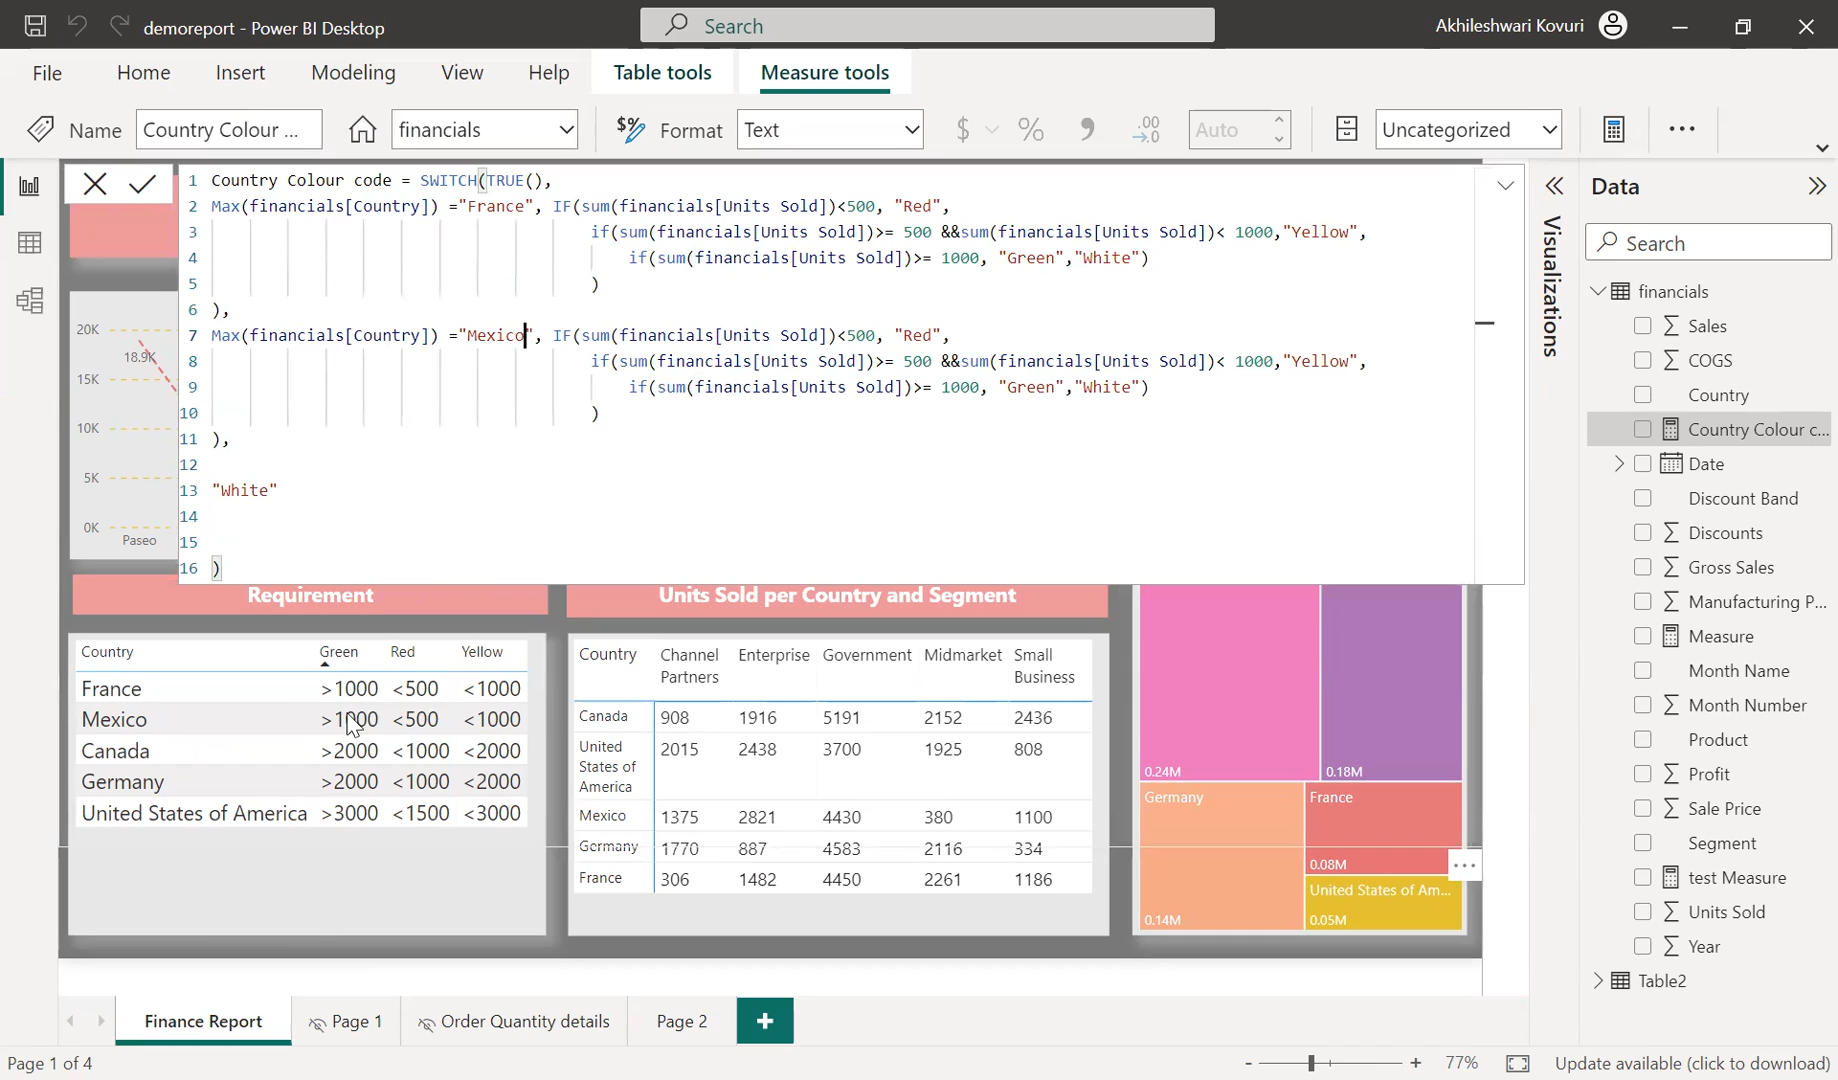 demoreport - Power BI Desktop
Search
Akhileshwari Kovuri
File
Home
Insert
Modeling
View
Help
Table tools
Measure tools
Name
Country Colour ...
financials
$% Format
Text
$
%
.00
→.0
Auto
Uncategorized
1 Country Colour code = SWITCH(TRUE(),
2 Max(financials[Country]) ="France", IF(sum(financials[Units Sold])<500, "Red",
3 if(sum(financials[Units Sold])>= 500 &&sum(financials[Units Sold])< 1000,"Yellow",
4 if(sum(financials[Units Sold])>= 1000, "Green","White")
5 )
6 ),
7 Max(financials[Country]) ="Mexico", IF(sum(financials[Units Sold])<500, "Red",
8 if(sum(financials[Units Sold])>= 500 &&sum(financials[Units Sold])< 1000,"Yellow",
9 if(sum(financials[Units Sold])>= 1000, "Green","White")
10 )
11 ),
12
13 "White"
14
15
16 )
20K
18.9K
15K
10K
5K
0K
Paseo
Requirement
Country Green Red Yellow
France >1000 <500 <1000
Mexico >1000 <500 <1000
Canada >2000 <1000 <2000
Germany >2000 <1000 <2000
United States of America >3000 <1500 <3000
Units Sold per Country and Segment
Country Channel Enterprise Government Midmarket Small
Partners Business
Canada 908 1916 5191 2152 2436
United 2015 2438 3700 1925 808
States of
America
Mexico 1375 2821 4430 380 1100
Germany 1770 887 4583 2116 334
France 306 1482 4450 2261 1186
0.24M
0.18M
Germany
0.14M
France
0.08M
United States of Am...
0.05M
Visualizations
Data
Search
financials
Sales
COGS
Country
Country Colour c...
Date
Discount Band
Discounts
Gross Sales
Manufacturing P...
Measure
Month Name
Month Number
Product
Profit
Sale Price
Segment
test Measure
Units Sold
Year
Table2
Finance Report
Page 1
Order Quantity details
Page 2
+
Page 1 of 4
- + 77%
Update available (click to download)